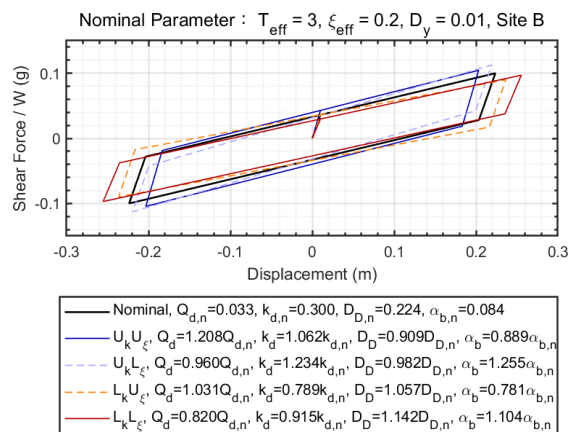 Nominal Parameter : T_eff = 3, ξ_eff = 0.2, D_y = 0.01, Site B
Shear Force / W (g)
0.1
0
-0.1
-0.3 -0.2 -0.1 0 0.1 0.2 0.3
Displacement (m)
Nominal, Q_d,n=0.033, k_d,n=0.300, D_D,n=0.224, α_b,n=0.084
U_kU_ξ, Q_d=1.208Q_d,n, k_d=1.062k_d,n, D_D=0.909D_D,n, α_b=0.889α_b,n
U_kL_ξ, Q_d=0.960Q_d,n, k_d=1.234k_d,n, D_D=0.982D_D,n, α_b=1.255α_b,n
L_kU_ξ, Q_d=1.031Q_d,n, k_d=0.789k_d,n, D_D=1.057D_D,n, α_b=0.781α_b,n
L_kL_ξ, Q_d=0.820Q_d,n, k_d=0.915k_d,n, D_D=1.142D_D,n, α_b=1.104α_b,n